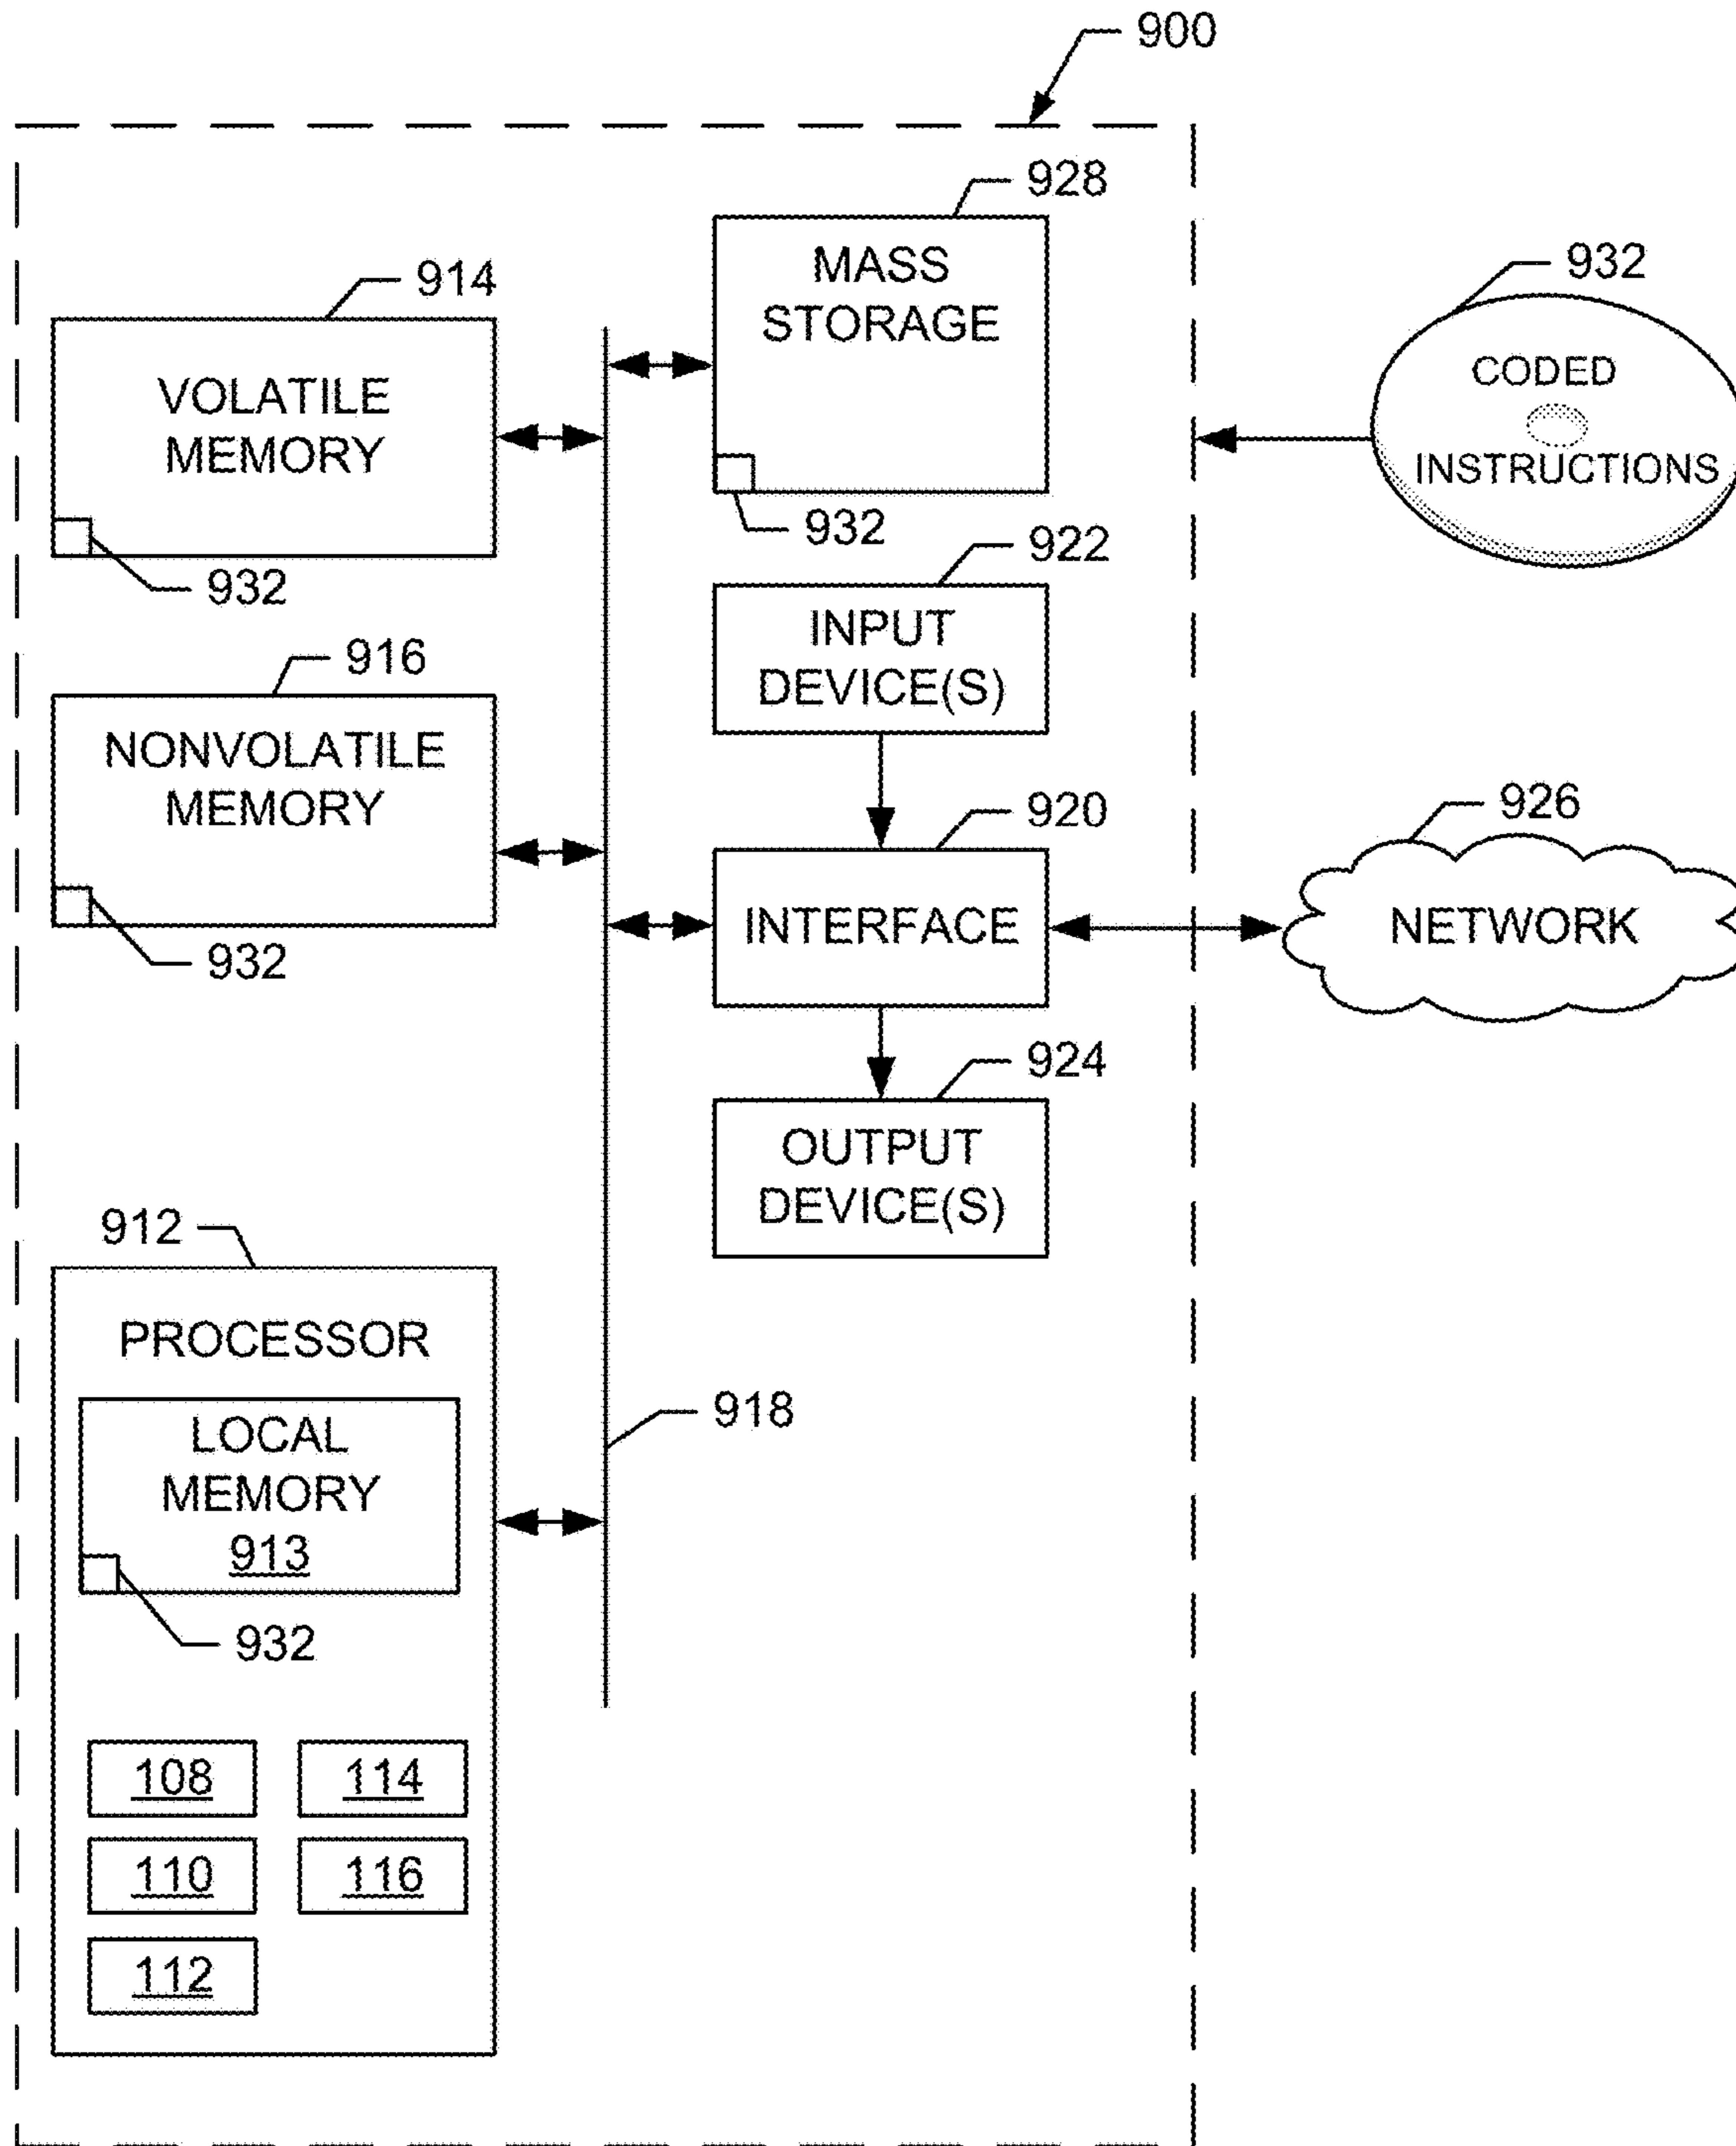 900
928
MASS
STORAGE
932
914
VOLATILE
MEMORY
932
932
CODED
INSTRUCTIONS
922
INPUT
DEVICE(S)
916
NONVOLATILE
MEMORY
932
920
INTERFACE
926
NETWORK
924
OUTPUT
DEVICE(S)
912
PROCESSOR
LOCAL
MEMORY
913
932
918
108
114
110
116
112